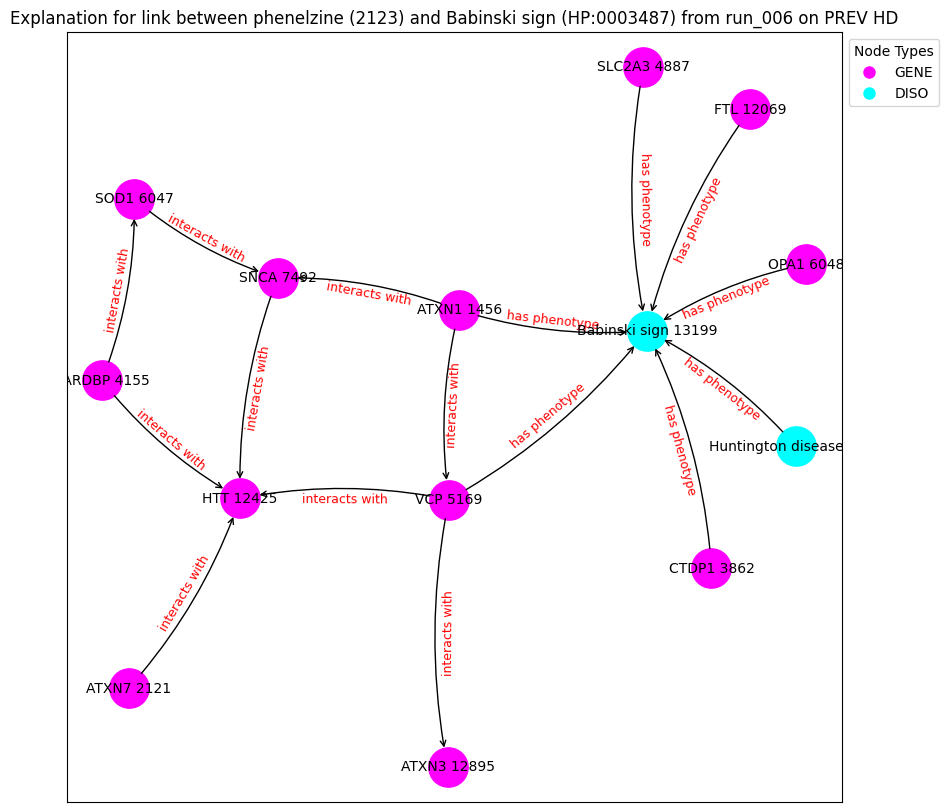 Explanation for link between phenelzine (2123) and Babinski sign (HP:0003487) from run_006 on PREV HD
Node Types
GENE
DISO
SLC2A3 4887
FTL 12069
has phenotype
has phenotype
SOD1 6047
interacts with
OPA1 6048
SNCA 7492
interacts with
has phenotype
interacts with
ATXN1 1456
has phenotype
Babinski sign 13199
ARDBP 4155
interacts with
interacts with
has phenotype
has phenotype
interacts with
has phenotype
Huntington disease
HTT 12425
interacts with
VCP 5169
CTDP1 3862
interacts with
interacts with
ATXN7 2121
ATXN3 12895